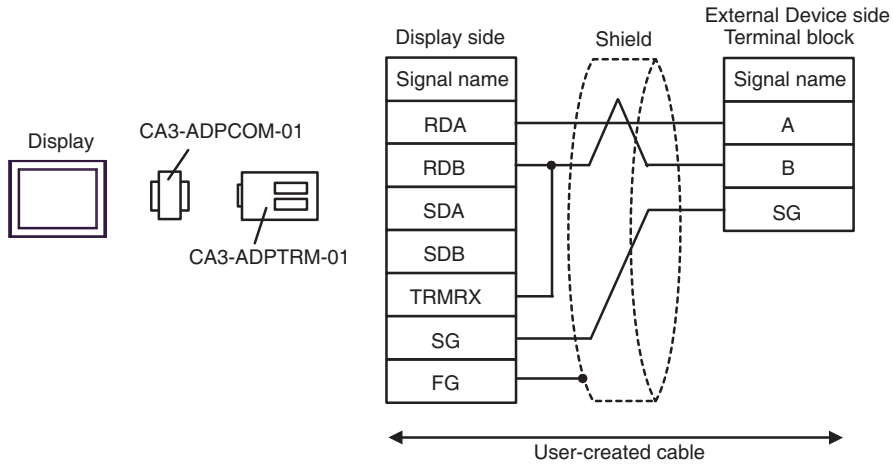 Display
CA3-ADPCOM-01
CA3-ADPTRM-01
Display side
Signal name
RDA
RDB
SDA
SDB
TRMRX
SG
FG
Shield
External Device side
Terminal block
Signal name
A
B
SG
User-created cable